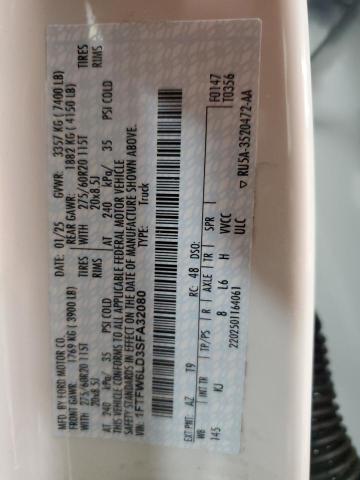 MFD. BY FORD MOTOR CO.
DATE: 01/25 GVWR: 3357 KG ( 7400 LB)
FRONT GAWR: 1769 KG (3900 LB) REAR GAWR: 1882 KG ( 4150 LB)
WITH 275/60R20 115T TIRES WITH 275/60R20 115T TIRES
20x8.5J RIMS 20x8.5J RIMS
AT 240 kPa/ 35 PSI COLD AT 240 kPa/ 35 PSI COLD
THIS VEHICLE CONFORMS TO ALL APPLICABLE FEDERAL MOTOR VEHICLE
SAFETY STANDARDS IN EFFECT ON THE DATE OF MANUFACTURE SHOWN ABOVE.
VIN: 1FTFW5LD3SFA32080
TYPE: Truck
F0147
T0356
EXT PNT: AZ T9 RC: 48 DSO:
WB INT TR TP/PS R AXLE TR SPR
145 KJ 8 L6 H VVCC
2202501164061 ULC
▽ RU5A-3520472-AA